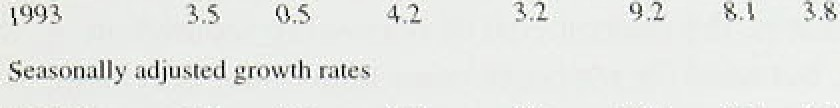 1993 3.5 0.5 4.2 3.2 9.2 8.1 3.8
Seasonally adjusted growth rates